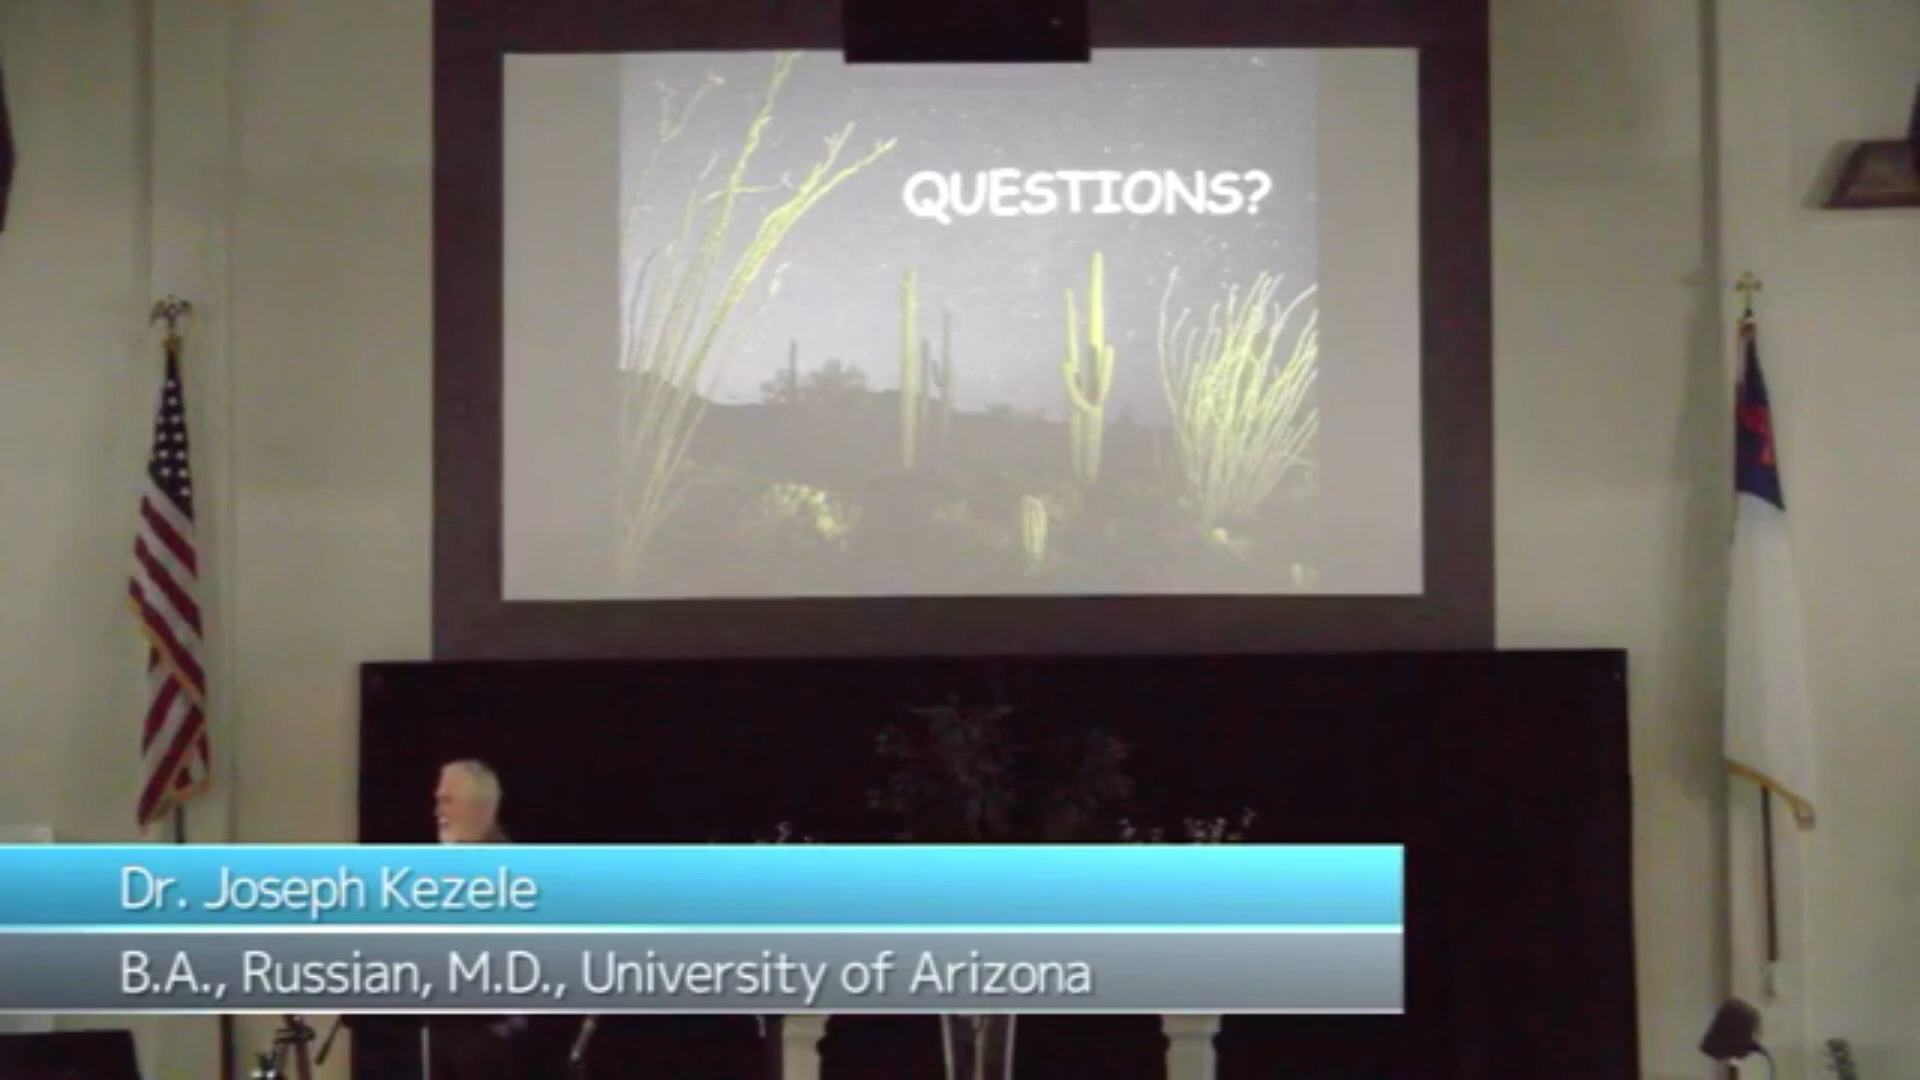 QUESTIONS?
Dr. Joseph Kezele
B.A., Russian, M.D., University of Arizona